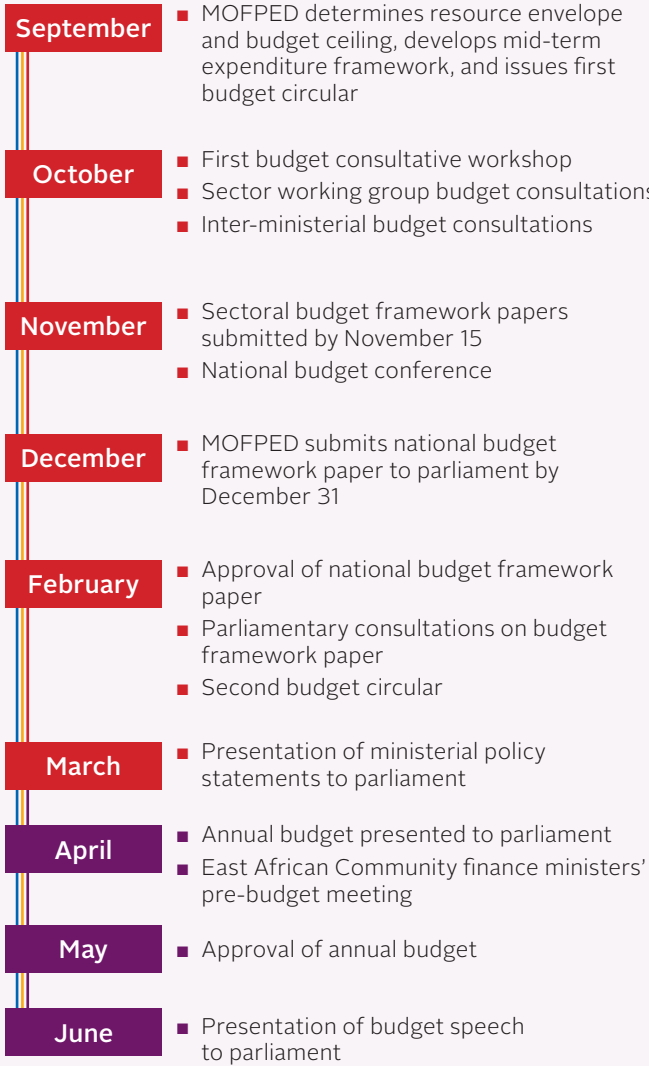 September
■ MOFPED determines resource envelope
and budget ceiling, develops mid-term
expenditure framework, and issues first
budget circular
October
■ First budget consultative workshop
■ Sector working group budget consultations
■ Inter-ministerial budget consultations
November
■ Sectoral budget framework papers
submitted by November 15
■ National budget conference
December
■ MOFPED submits national budget
framework paper to parliament by
December 31
February
■ Approval of national budget framework
paper
■ Parliamentary consultations on budget
framework paper
■ Second budget circular
March
■ Presentation of ministerial policy
statements to parliament
April
■ Annual budget presented to parliament
■ East African Community finance ministers’
pre-budget meeting
May
■ Approval of annual budget
June
■ Presentation of budget speech
to parliament